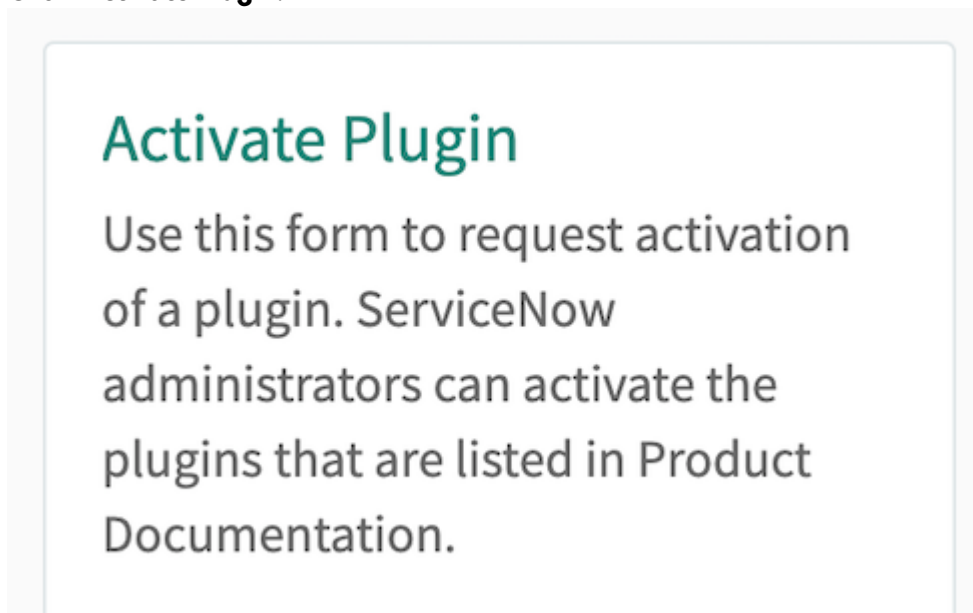 Activate Plugin
Use this form to request activation
of a plugin. ServiceNow
administrators can activate the
plugins that are listed in Product
Documentation.